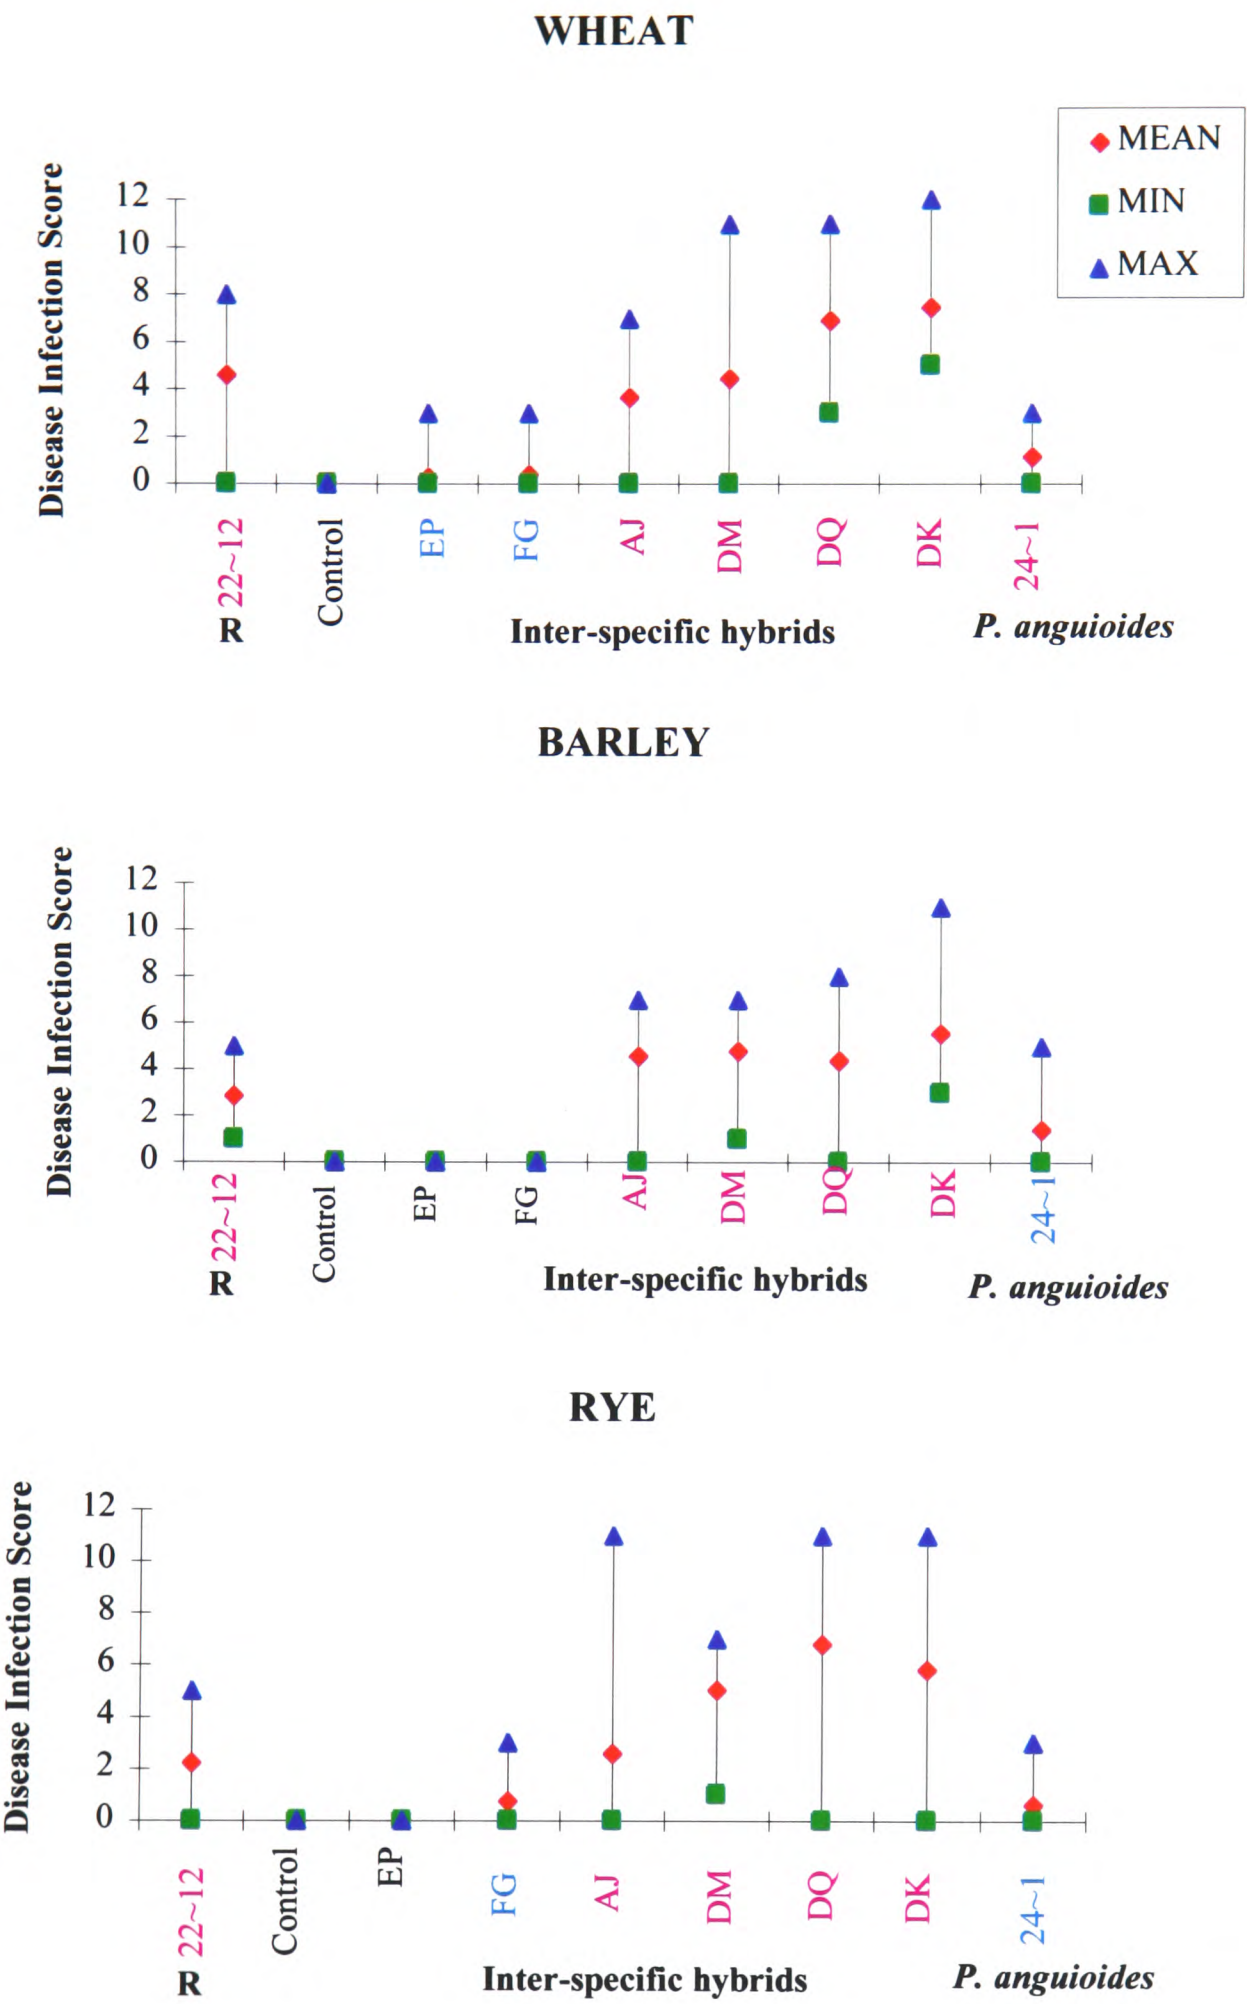 WHEAT
MEAN
MIN
MAX
Disease Infection Score
12
10
8
6
4
2
0
22~12
Control
EP
FG
AJ
DM
DQ
DK
24~1
R
Inter-specific hybrids
P. anguioides
BARLEY
Disease Infection Score
12
10
8
6
4
2
0
22~12
Control
EP
FG
AJ
DM
DQ
DK
24~1
R
Inter-specific hybrids
P. anguioides
RYE
Disease Infection Score
12
10
8
6
4
2
0
22~12
Control
EP
FG
AJ
DM
DQ
DK
24~1
R
Inter-specific hybrids
P. anguioides